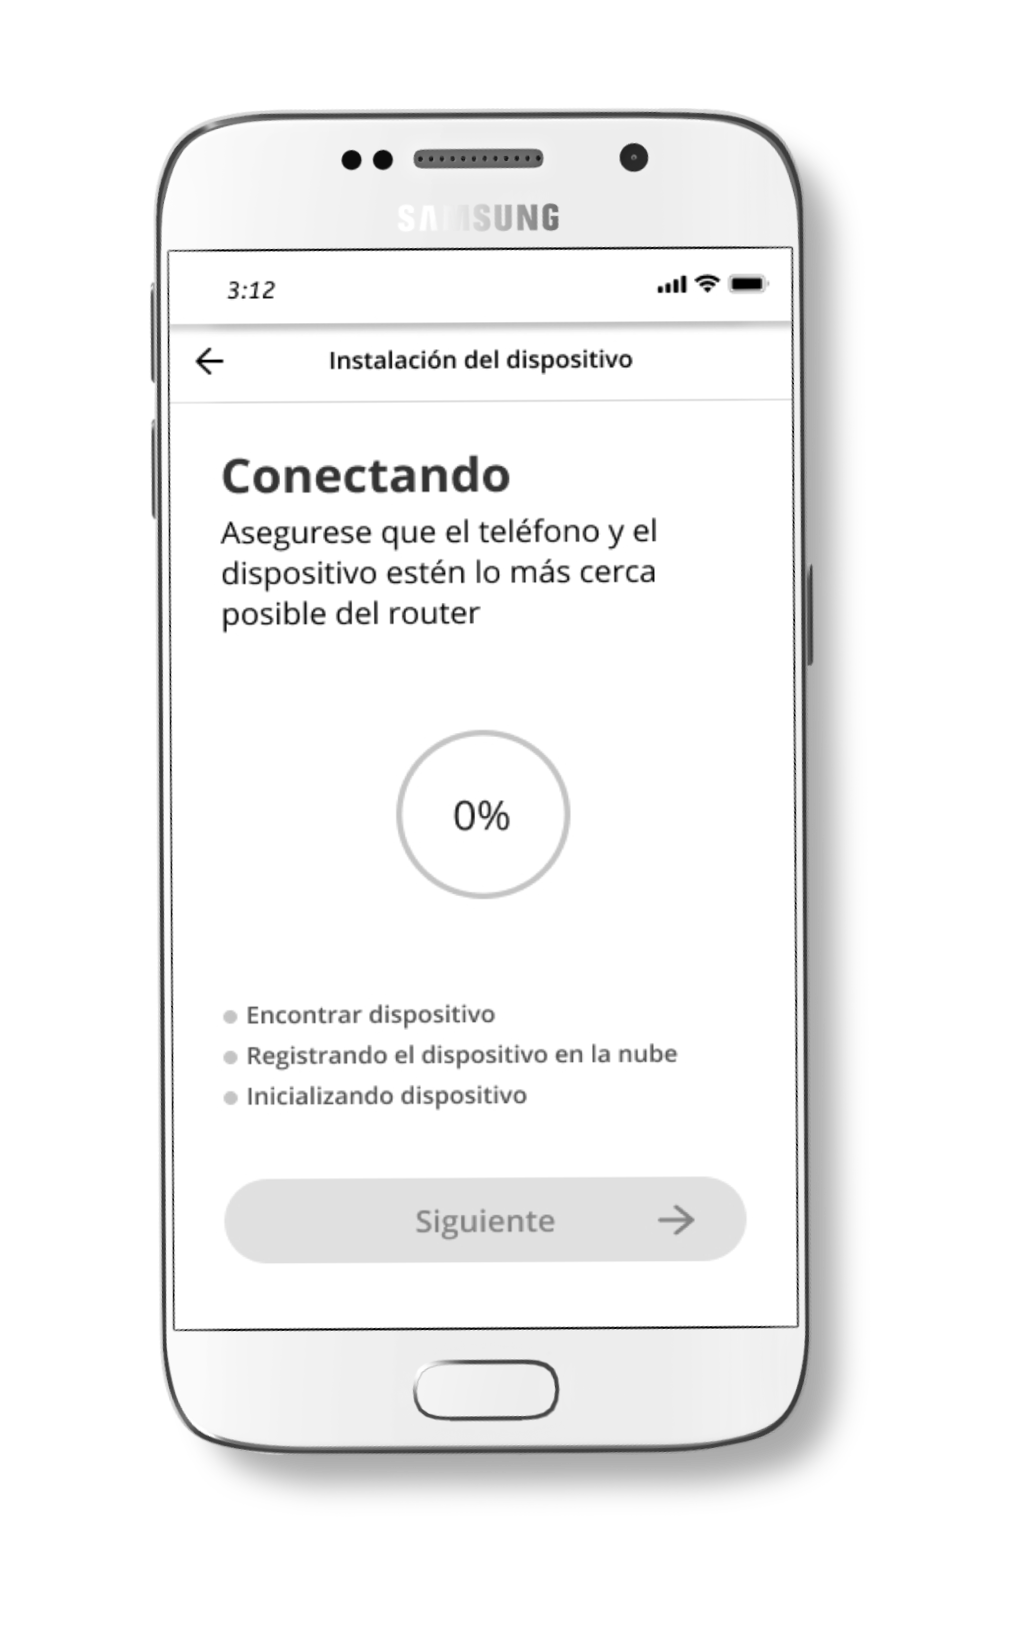 SAMSUNG
3:12
Instalación del dispositivo
Conectando
Asegurese que el teléfono y el
dispositivo estén lo más cerca
posible del router
0%
Encontrar dispositivo
Registrando el dispositivo en la nube
Inicializando dispositivo
Siguiente